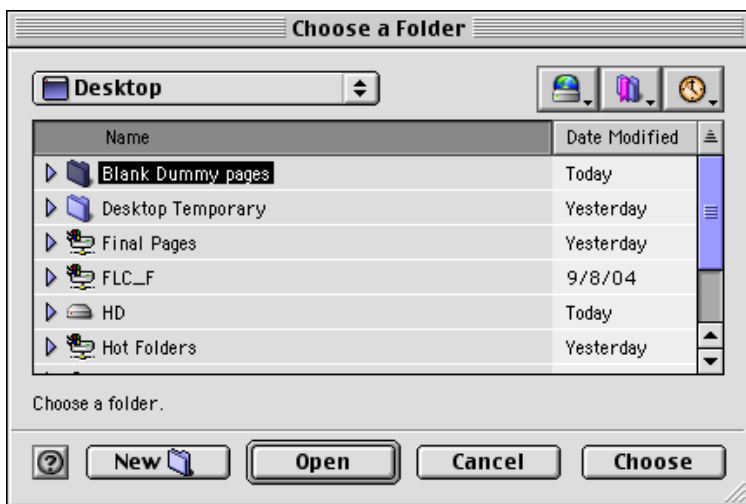 Choose a Folder
Desktop
Name Date Modified
Blank Dummy pages Today
Desktop Temporary Yesterday
Final Pages Yesterday
FLC_F 9/8/04
HD Today
Hot Folders Yesterday
Choose a folder.
? New Open Cancel Choose